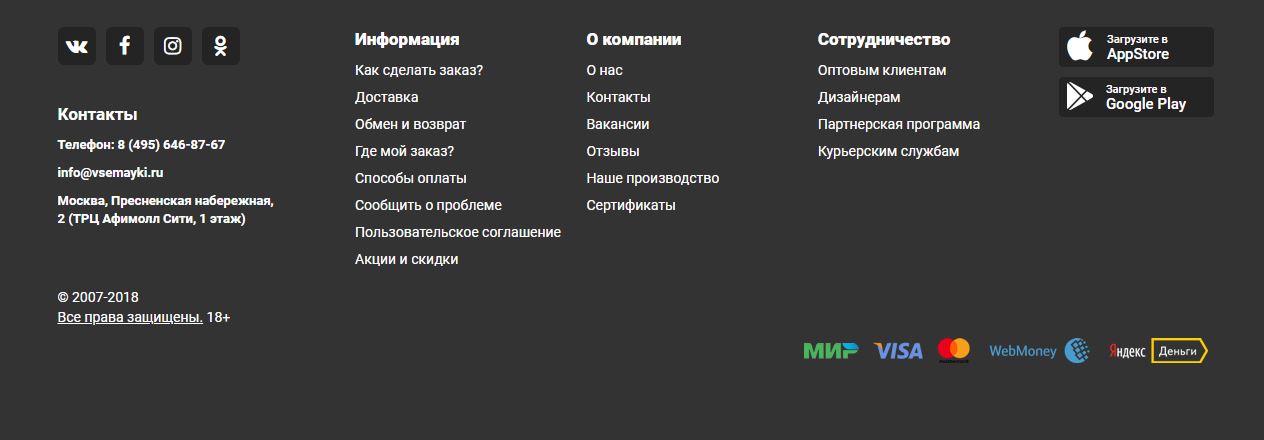 Контакты
Телефон: 8 (495) 646-87-67
info@vsemayki.ru
Москва, Пресненская набережная,
2 (ТРЦ Афимолл Сити, 1 этаж)
© 2007-2018
Все права защищены. 18+
Информация
Как сделать заказ?
Доставка
Обмен и возврат
Где мой заказ?
Способы оплаты
Сообщить о проблеме
Пользовательское соглашение
Акции и скидки
О компании
О нас
Контакты
Вакансии
Отзывы
Наше производство
Сертификаты
Сотрудничество
Оптовым клиентам
Дизайнерам
Партнерская программа
Курьерским службам
Загрузите в
AppStore
Загрузите в
Google Play
МИР VISA WebMoney Яндекс Деньги